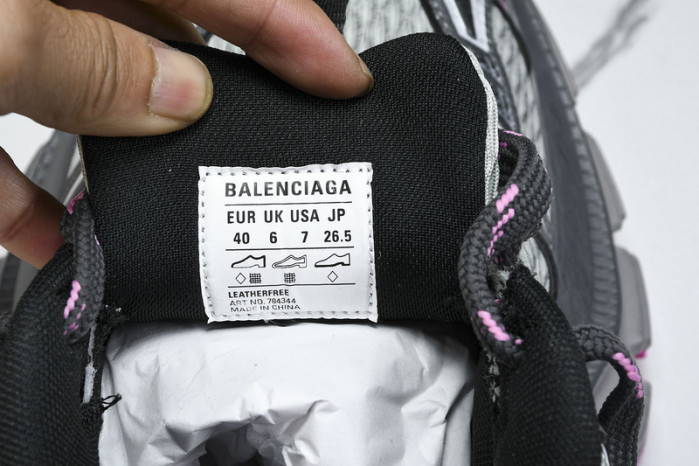 BALENCIAGA
EUR UK USA JP
40 6 7 26.5
LEATHERFREE
ART NO. 784344
MADE IN CHINA